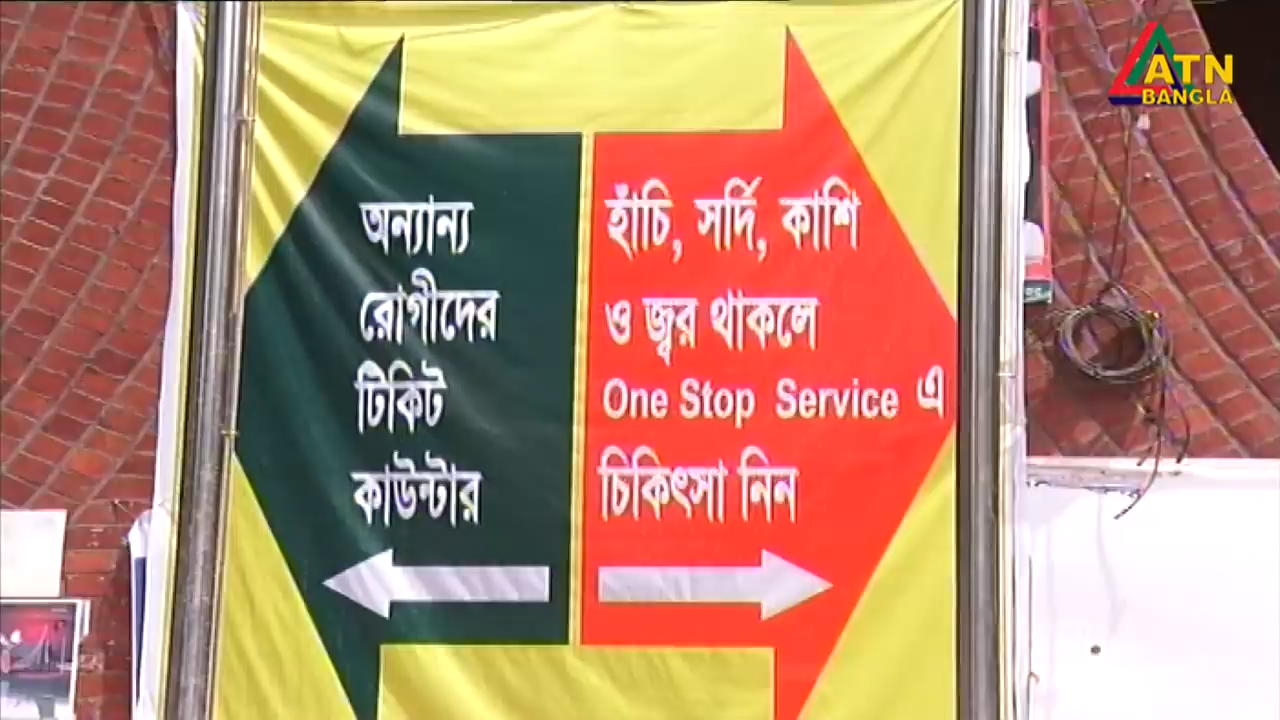 ATN
BANGLA
অন্যান্য
রোগীদের
টিকিট
কাউন্টার
হাঁচি, সর্দি, কাশি
ও জ্বর থাকলে
One Stop Service এ
চিকিৎসা নিন